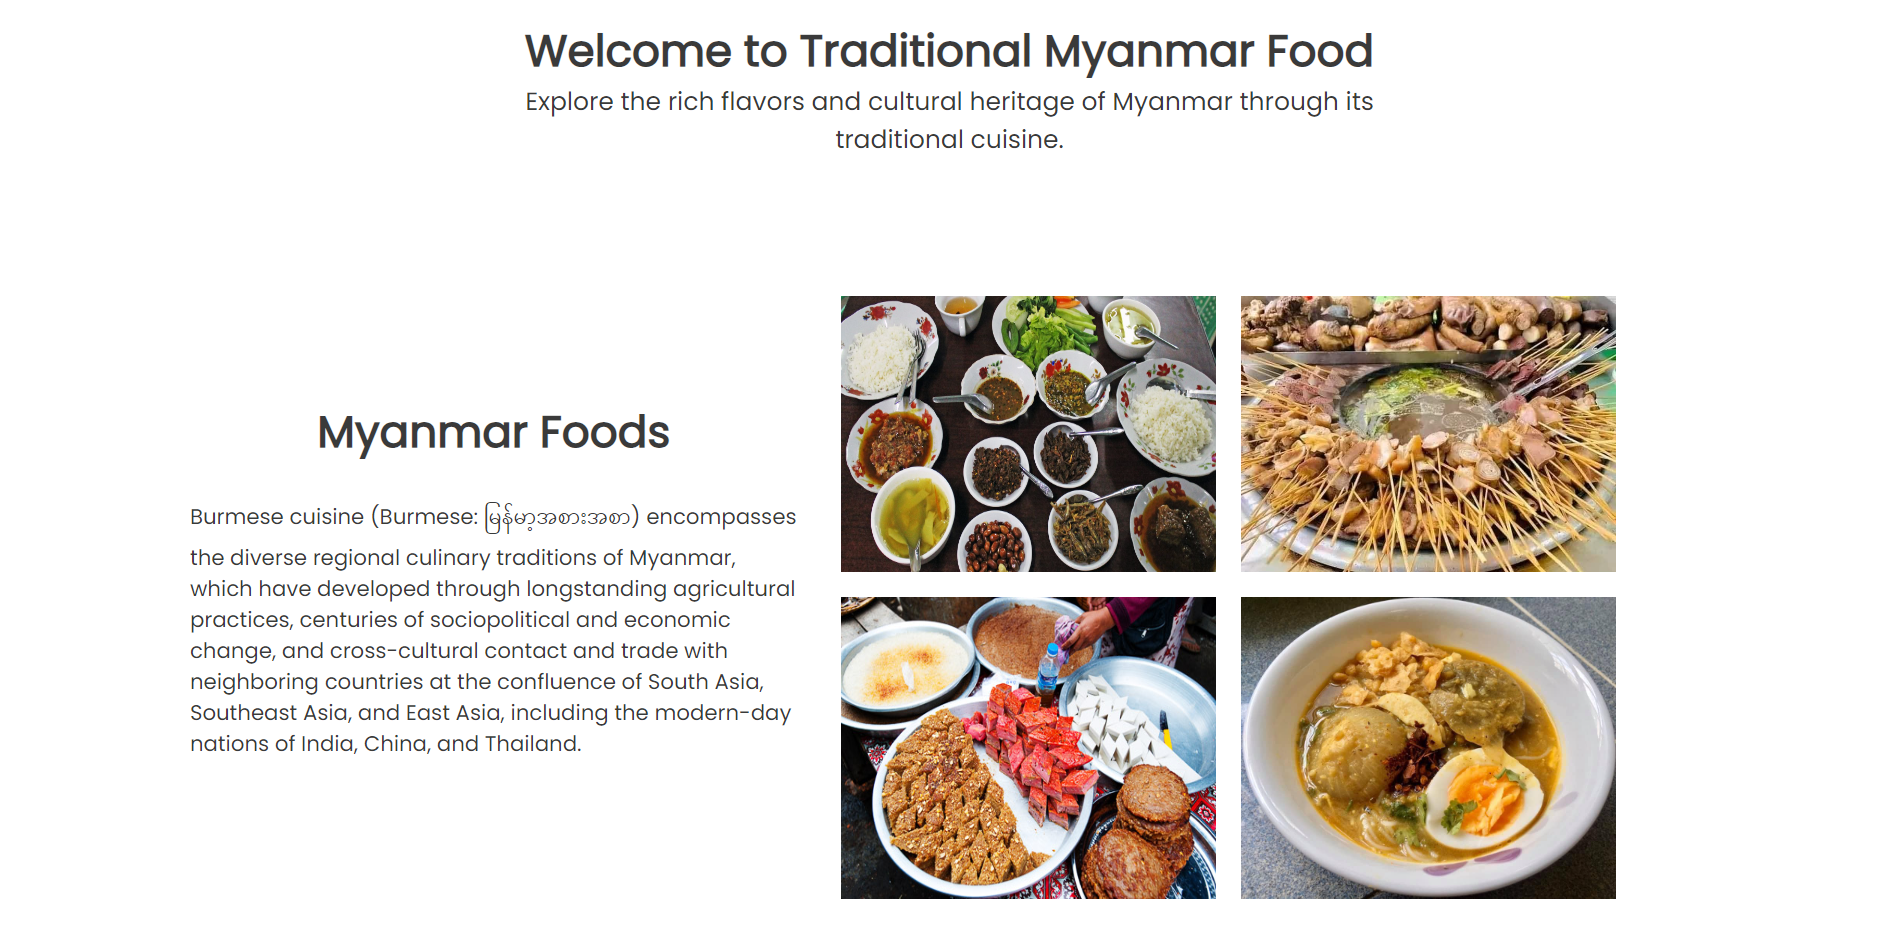 Welcome to Traditional Myanmar Food
Explore the rich flavors and cultural heritage of Myanmar through its
traditional cuisine.
Myanmar Foods
Burmese cuisine (Burmese: မြန်မာ့အစားအစာ) encompasses
the diverse regional culinary traditions of Myanmar,
which have developed through longstanding agricultural
practices, centuries of sociopolitical and economic
change, and cross-cultural contact and trade with
neighboring countries at the confluence of South Asia,
Southeast Asia, and East Asia, including the modern-day
nations of India, China, and Thailand.